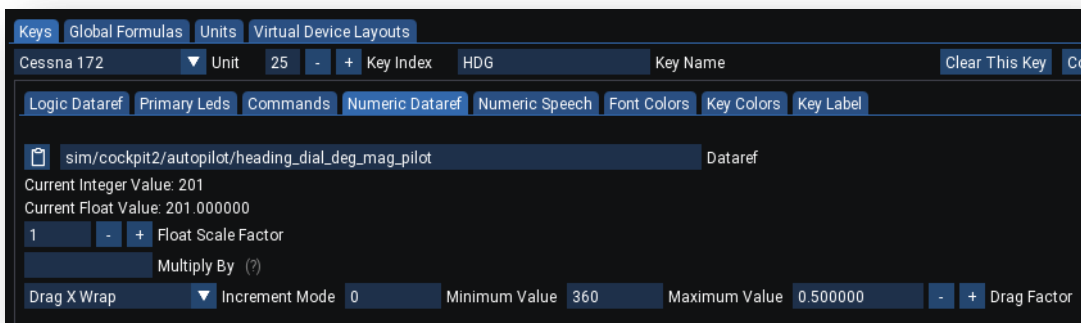 Keys Global Formulas Units Virtual Device Layouts
Cessna 172 Unit 25 - + Key Index HDG Key Name Clear This Key
Logic Dataref Primary Leds Commands Numeric Dataref Numeric Speech Font Colors Key Colors Key Label
sim/cockpit2/autopilot/heading_dial_deg_mag_pilot Dataref
Current Integer Value: 201
Current Float Value: 201.000000
1 - + Float Scale Factor
Multiply By (?)
Drag X Wrap Increment Mode 0 Minimum Value 360 Maximum Value 0.500000 - + Drag Factor